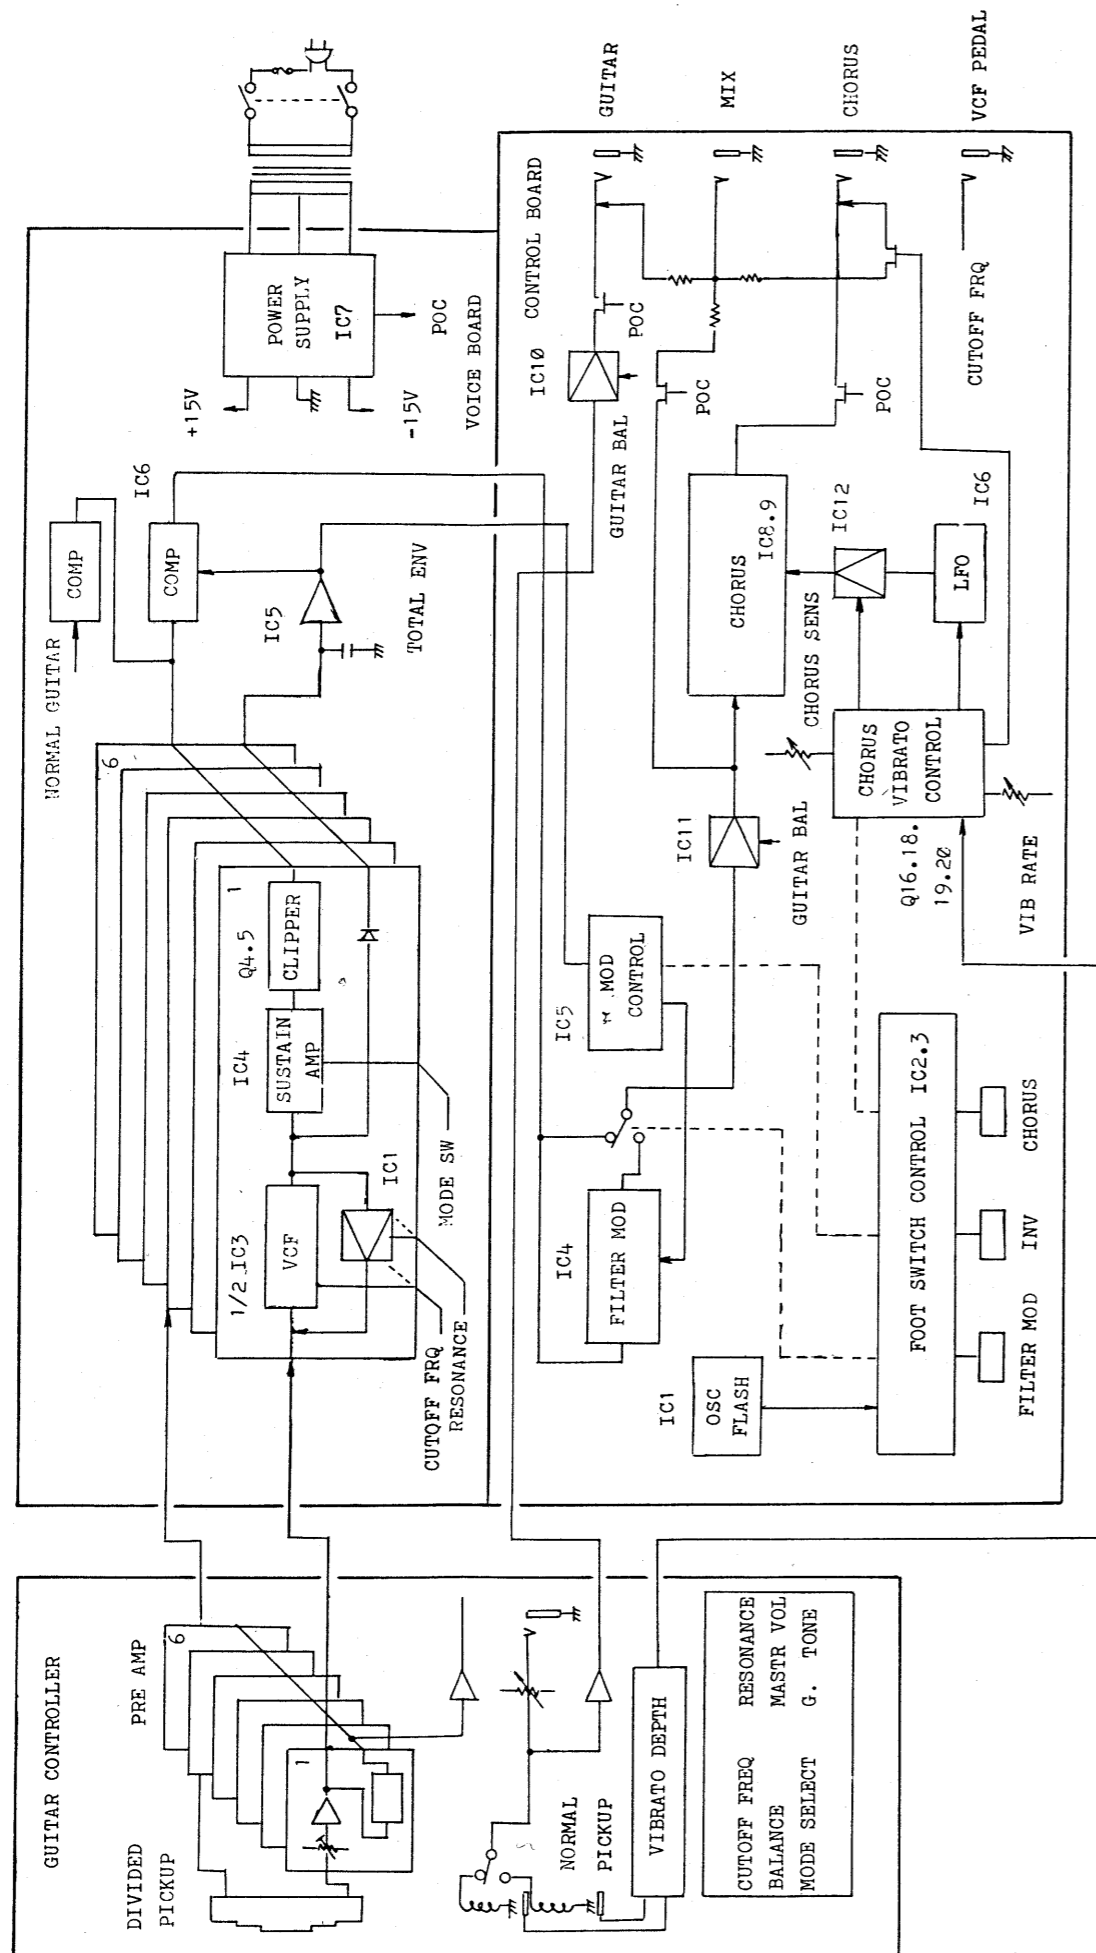 GUITAR CONTROLLER
DIVIDED
PICKUP
PRE AMP
6
1
NORMAL
PICKUP
VIBRATO DEPTH
CUTOFF FREQ RESONANCE
BALANCE MASTR VOL
MODE SELECT G. TONE
NORMAL GUITAR
COMP
COMP
IC6
6
1
1/2 IC3
VCF
IC1
IC4
SUSTAIN
AMP
Q4.5
CLIPPER
CUTOFF FRQ
RESONANCE
MODE SW
IC5
TOTAL ENV
+15V
-15V
POWER
SUPPLY
IC7
POC
VOICE BOARD
CONTROL BOARD
IC10
GUITAR BAL
POC
GUITAR
MIX
CHORUS
VCF PEDAL
POC
POC
CUTOFF FRQ
IC4
FILTER MOD
IC5
MOD
CONTROL
IC11
GUITAR BAL
CHORUS
IC8.9
CHORUS SENS
IC12
LFO
IC6
CHORUS
VIBRATO
CONTROL
Q16.18.
19.20
VIB RATE
IC1
OSC
FLASH
FOOT SWITCH CONTROL IC2.3
FILTER MOD
INV
CHORUS